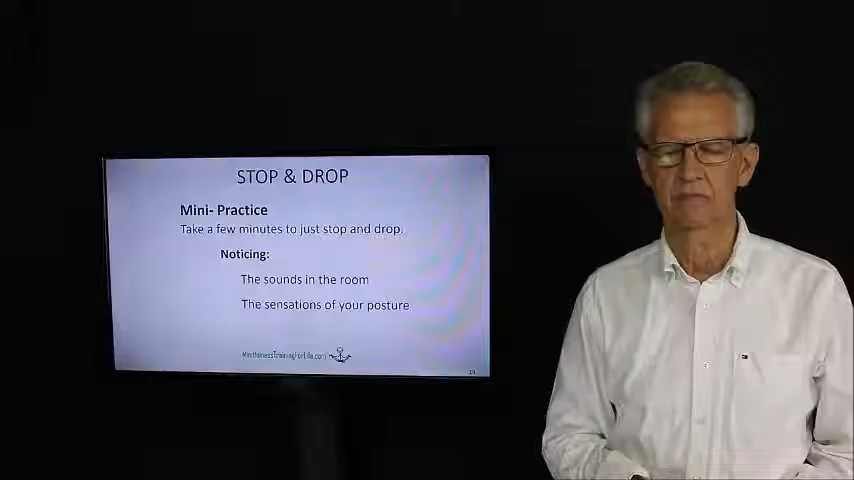 STOP & DROP
Mini- Practice
Take a few minutes to just stop and drop.
Noticing:
The sounds in the room
The sensations of your posture
MindfulnessTrainingForLife.com
14